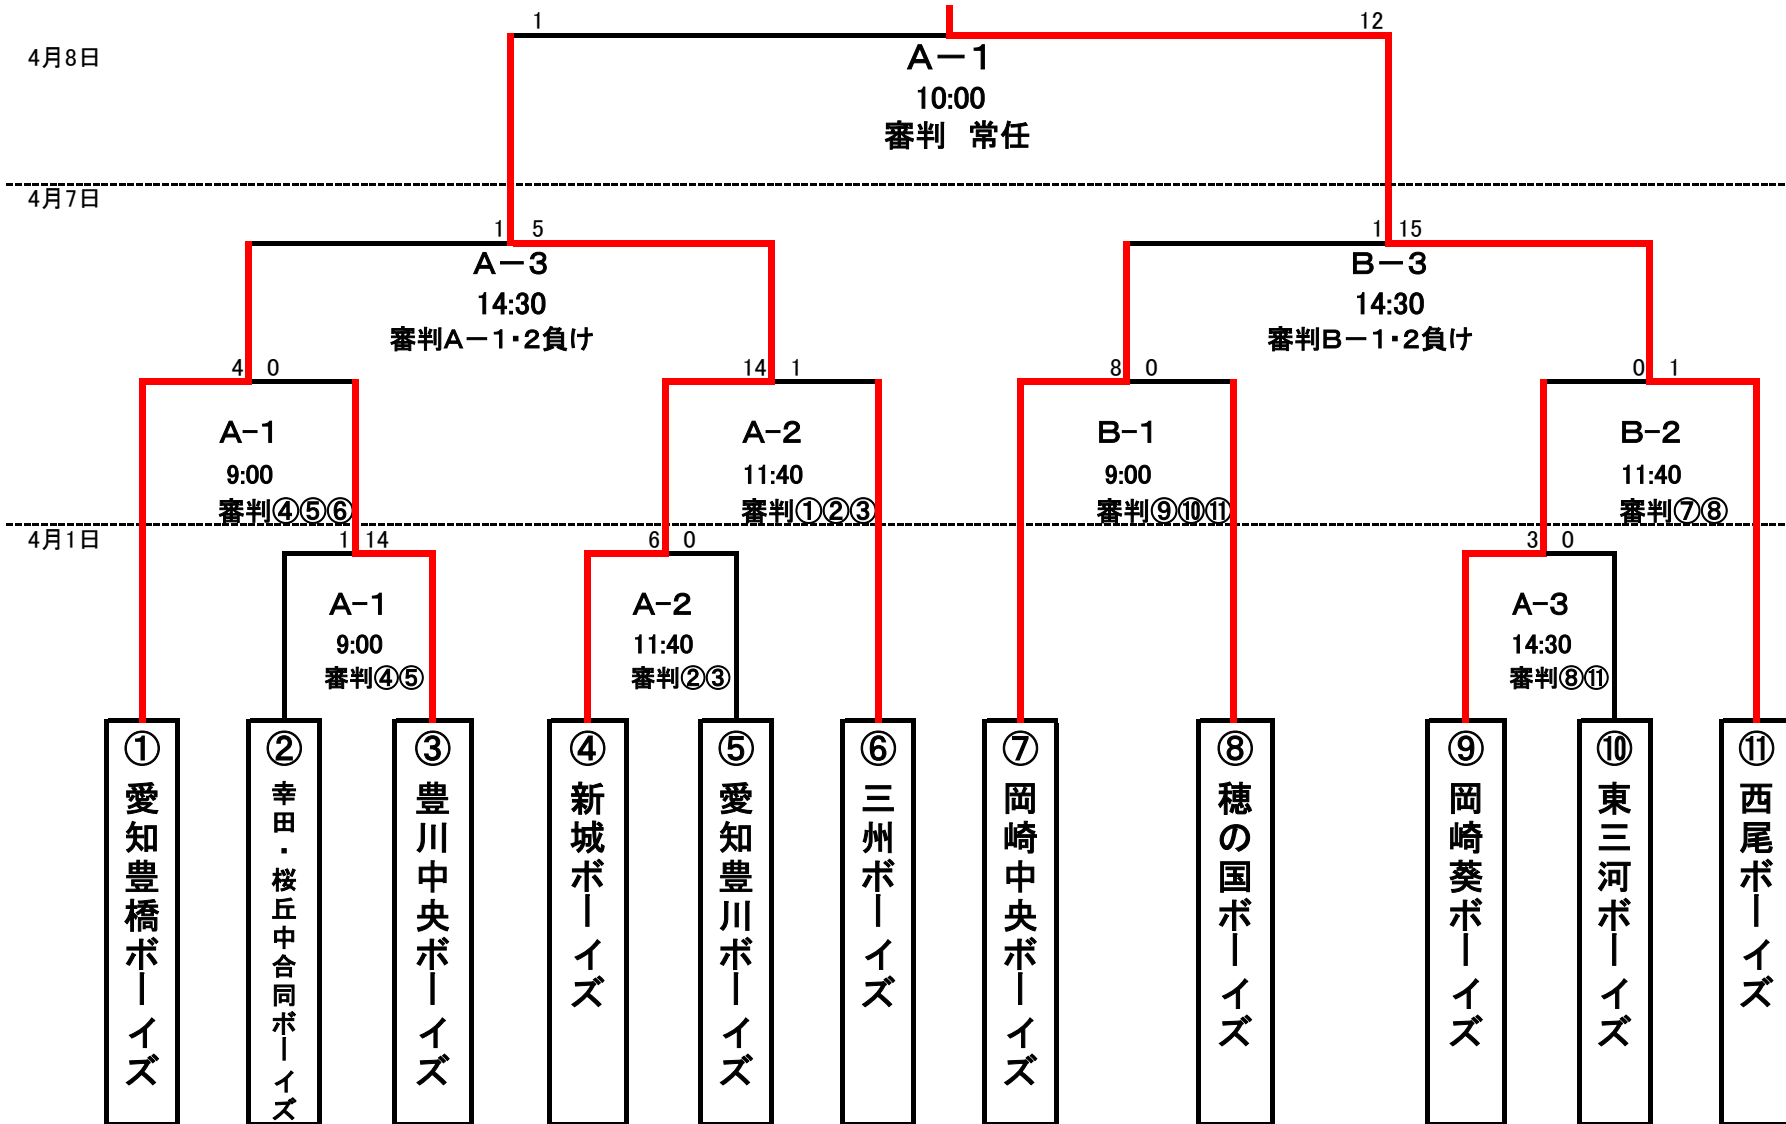 1 12
4月8日
A－1
10:00
審判 常任
4月7日
1 5
1 15
A－3
B－3
14:30
14:30
審判A－1・2負け
審判B－1・2負け
4 0
14 1
8 0
0 1
A-1
A-2
B-1
B-2
9:00
11:40
9:00
11:40
審判④⑤⑥
審判①②③
審判⑨⑩⑪
審判⑦⑧
4月1日
1 14
6 0
3 0
A-1
A-2
A-3
9:00
11:40
14:30
審判④⑤
審判②③
審判⑧⑪
①愛知豊橋ボーイズ
②幸田・桜丘中合同ボーイズ
③豊川中央ボーイズ
④新城ボーイズ
⑤愛知豊川ボーイズ
⑥三州ボーイズ
⑦岡崎中央ボーイズ
⑧穂の国ボーイズ
⑨岡崎葵ボーイズ
⑩東三河ボーイズ
⑪西尾ボーイズ